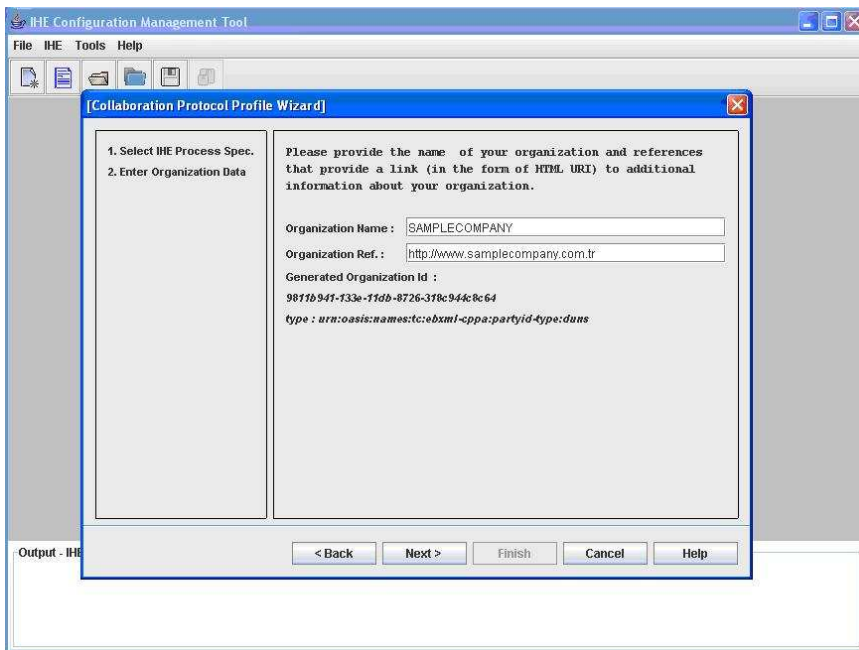 IHE Configuration Management Tool
File IHE Tools Help
[Collaboration Protocol Profile Wizard]
1. Select IHE Process Spec.
2. Enter Organization Data
Please provide the name of your organization and references
that provide a link (in the form of HTML URI) to additional
information about your organization.
Organization Name : SAMPLECOMPANY
Organization Ref. : http://www.samplecompany.com.tr
Generated Organization Id :
9811b941-133e-11db-8726-318c944c8c64
type : urn:oasis:names:tc:ebxml-cppa:partyid-type:duns
Output - IHE
< Back Next > Finish Cancel Help